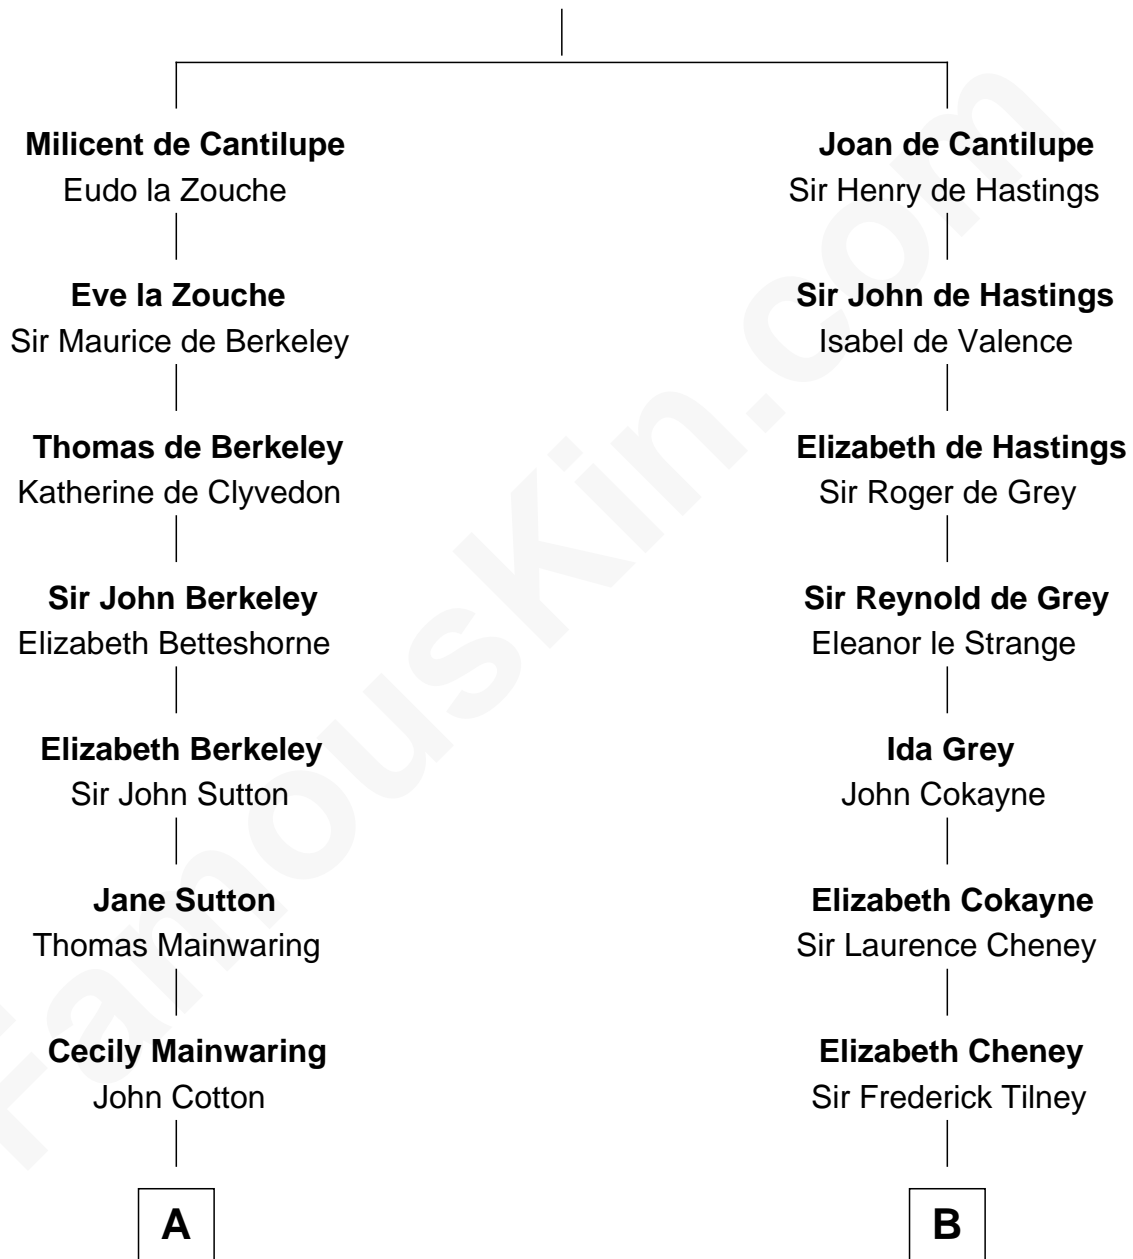 Milicent de Cantilupe
Eudo la Zouche
Eve la Zouche
Sir Maurice de Berkeley
Thomas de Berkeley
Katherine de Clyvedon
Sir John Berkeley
Elizabeth Betteshorne
Elizabeth Berkeley
Sir John Sutton
Jane Sutton
Thomas Mainwaring
Cecily Mainwaring
John Cotton
A
Joan de Cantilupe
Sir Henry de Hastings
Sir John de Hastings
Isabel de Valence
Elizabeth de Hastings
Sir Roger de Grey
Sir Reynold de Grey
Eleanor le Strange
Ida Grey
John Cokayne
Elizabeth Cokayne
Sir Laurence Cheney
Elizabeth Cheney
Sir Frederick Tilney
B
FamousKin.com